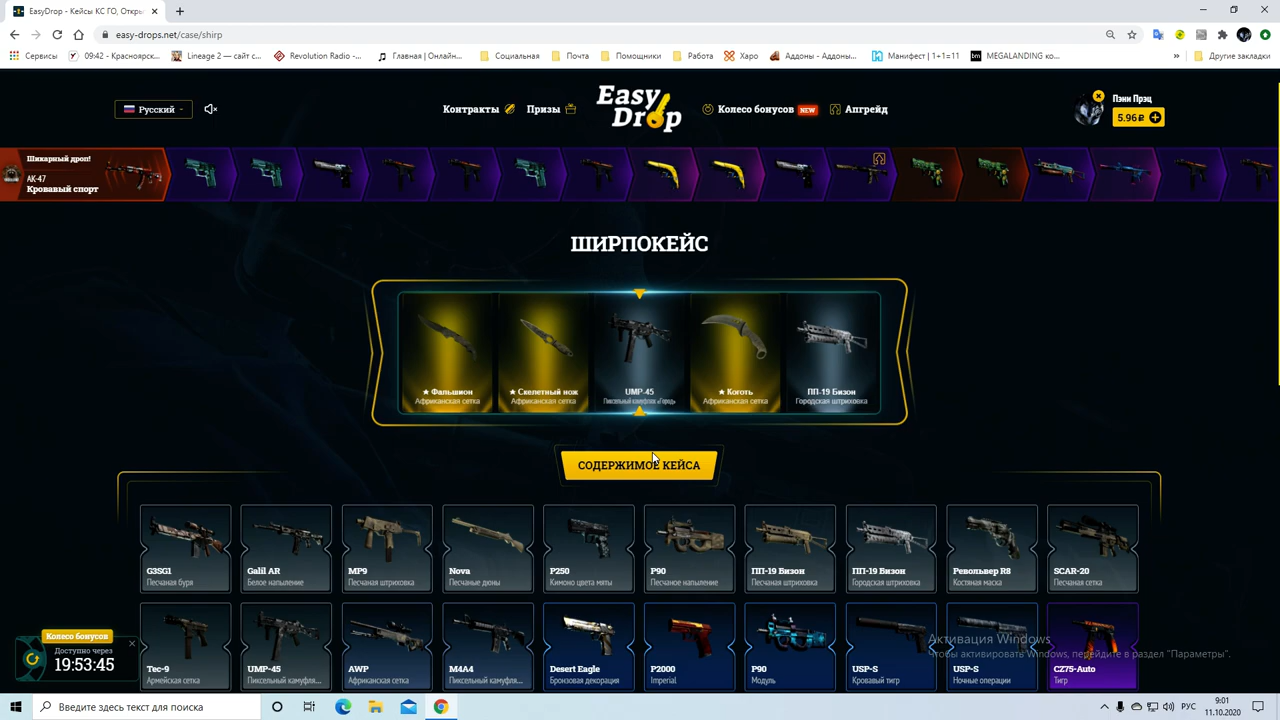 EasyDrop - Кейсы КС ГО, Откры
easy-drops.net/case/shirp
Сервисы
09:42 - Красноярск...
Lineage 2 — сайт с...
Revolution Radio -...
Главная | Онлайн...
Социальная
Почта
Помощники
Работа
Харо
Аддоны - Аддоны...
Манифест | 1+1=11
MEGALANDING ко...
Другие закладки
Русский
Контракты
Призы
Easy
Drop
Колесо бонусов NEW
Апгрейд
Пэни Прэц
5.96
Шикарный дроп!
АК-47
Кровавый спорт
ШИРПОКЕЙС
★ Фальшион
Африканская сетка
★ Скелетный нож
Африканская сетка
UMP-45
Пиксельный камуфляж «Город»
★ Коготь
Африканская сетка
ПП-19 Бизон
Городская штриховка
СОДЕРЖИМОЕ КЕЙСА
G3SG1
Песчаная буря
Galil AR
Белое напыление
MP9
Песчаная штриховка
Nova
Песчаные дюны
P250
Кимоно цвета мяты
P90
Песчаное напыление
ПП-19 Бизон
Песчаная штриховка
ПП-19 Бизон
Городская штриховка
Револьвер R8
Костяная маска
SCAR-20
Песчаная сетка
Tec-9
Армейская сетка
UMP-45
Пиксельный камуфля...
AWP
Африканская сетка
M4A4
Пиксельный камуфля...
Desert Eagle
Бронзовая декорация
P2000
Imperial
P90
Модуль
USP-S
Кровавый тигр
USP-S
Ночные операции
CZ75-Auto
Тигр
Колесо бонусов
Доступно через
19:53:45
Активация Windows
Чтобы активировать Windows, перейдите в раздел "Параметры".
Введите здесь текст для поиска
РУС
9:01
11.10.2020